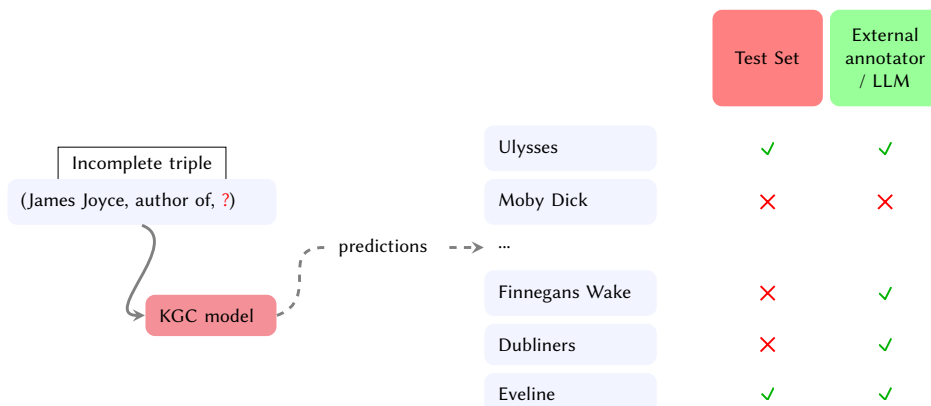 Test Set
External
annotator
/ LLM
Incomplete triple
(James Joyce, author of, ?)
KGC model
predictions
Ulysses
Moby Dick
...
Finnegans Wake
Dubliners
Eveline